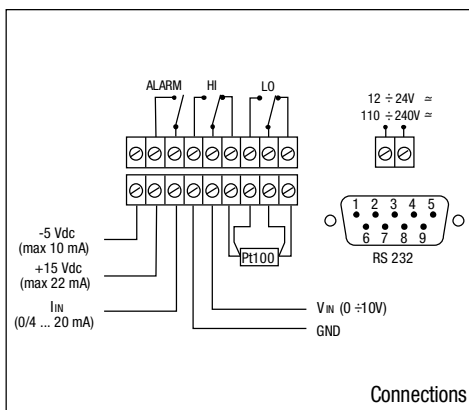 ALARM HI LO
12 ÷ 24V ≃
110 ÷ 240V ≃
1 2 3 4 5
6 7 8 9
RS 232
-5 Vdc
(max 10 mA)
+15 Vdc
(max 22 mA)
IIN
(0/4 ... 20 mA)
Pt100
VIN (0 ÷10V)
GND
Connections